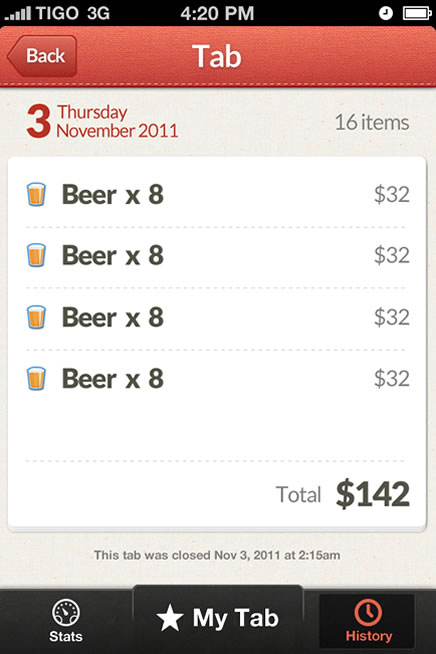 TIGO 3G 4:20 PM
Back Tab
3 Thursday
November 2011
16 items
Beer x 8 $32
Beer x 8 $32
Beer x 8 $32
Beer x 8 $32
Total $142
This tab was closed Nov 3, 2011 at 2:15am
Stats My Tab History